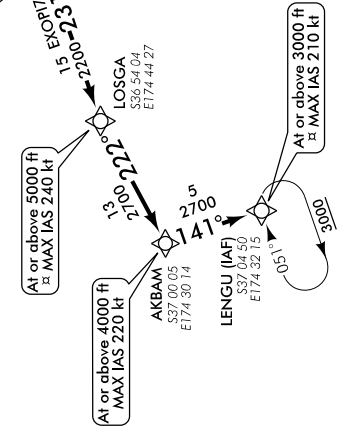 15 EXOPI7
2200
23
LOSGA
S36 54 04
E174 44 27
At or above 5000 ft
¤ MAX IAS 240 kt
13
2700
222°
At or above 4000 ft
MAX IAS 220 kt
AKBAM
S37 00 05
E174 30 14
5
2700
141°
LENGU (IAF)
S37 04 50
E174 32 15
At or above 3000 ft
¤ MAX IAS 210 kt
051°
3000